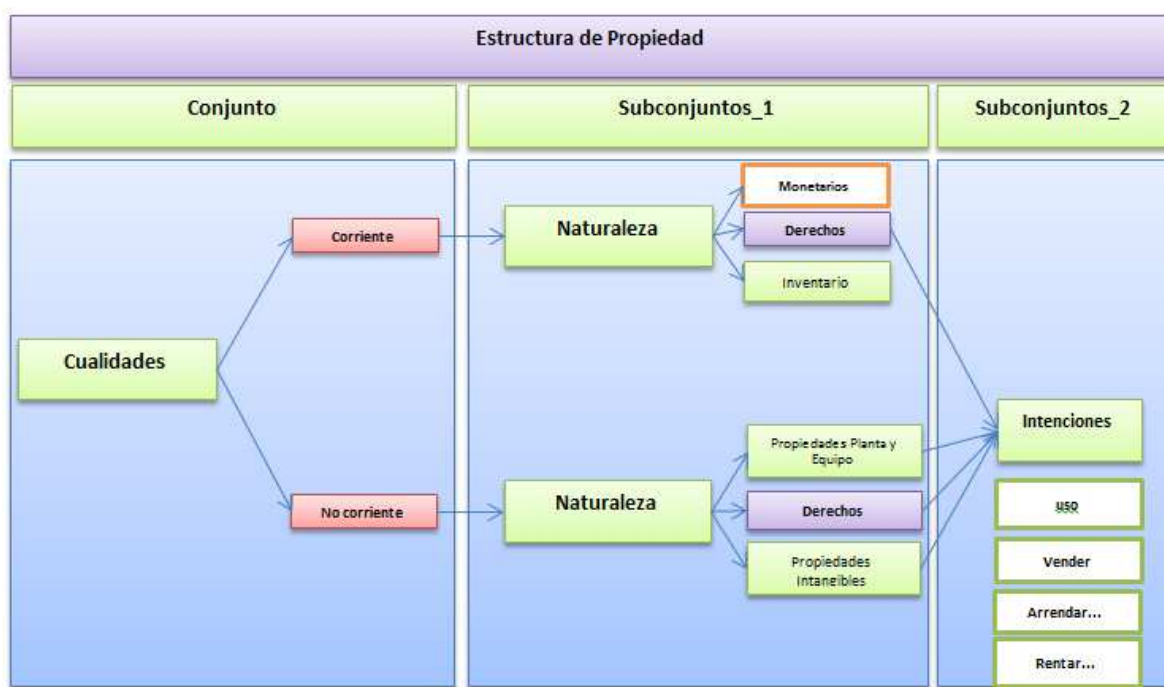 Estructura de Propiedad
Conjunto
Subconjuntos_1
Subconjuntos_2
Cualidades
Corriente
No corriente
Naturaleza
Monetarios
Derechos
Inventario
Naturaleza
Propiedades Planta y
Equipo
Derechos
Propiedades
Intangibles
Intenciones
uso
Vender
Arrendar...
Rentar...